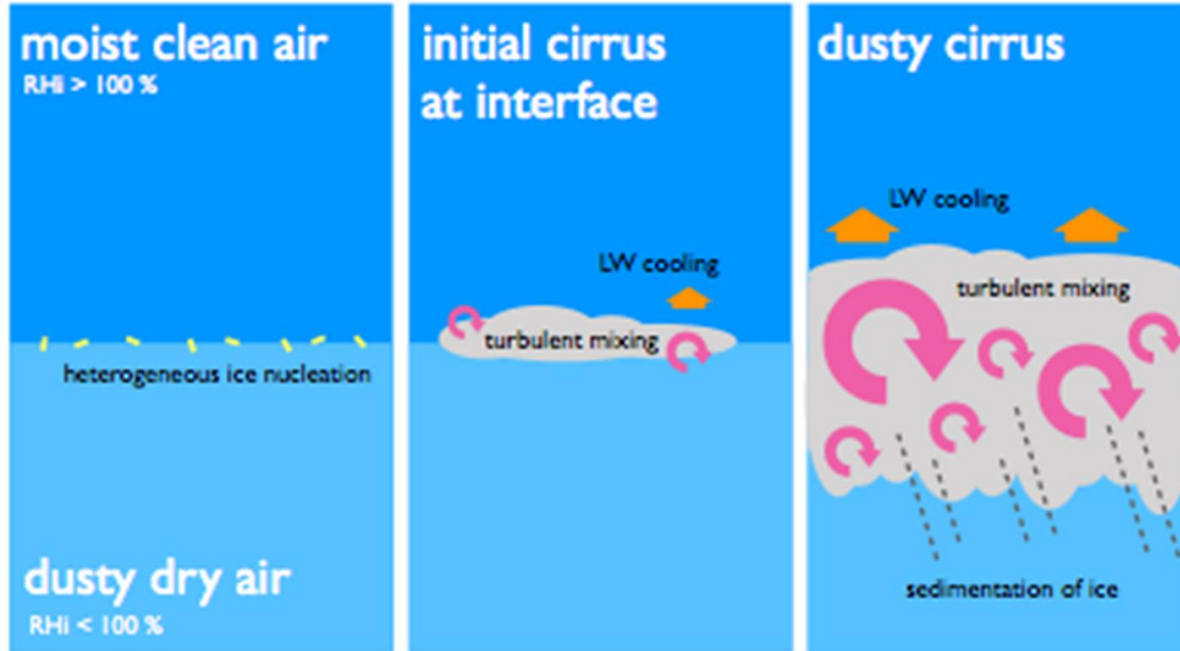 moist clean air
RHi > 100 %
heterogeneous ice nucleation
dusty dry air
RHi < 100 %
initial cirrus
at interface
LW cooling
turbulent mixing
dusty cirrus
LW cooling
turbulent mixing
sedimentation of ice